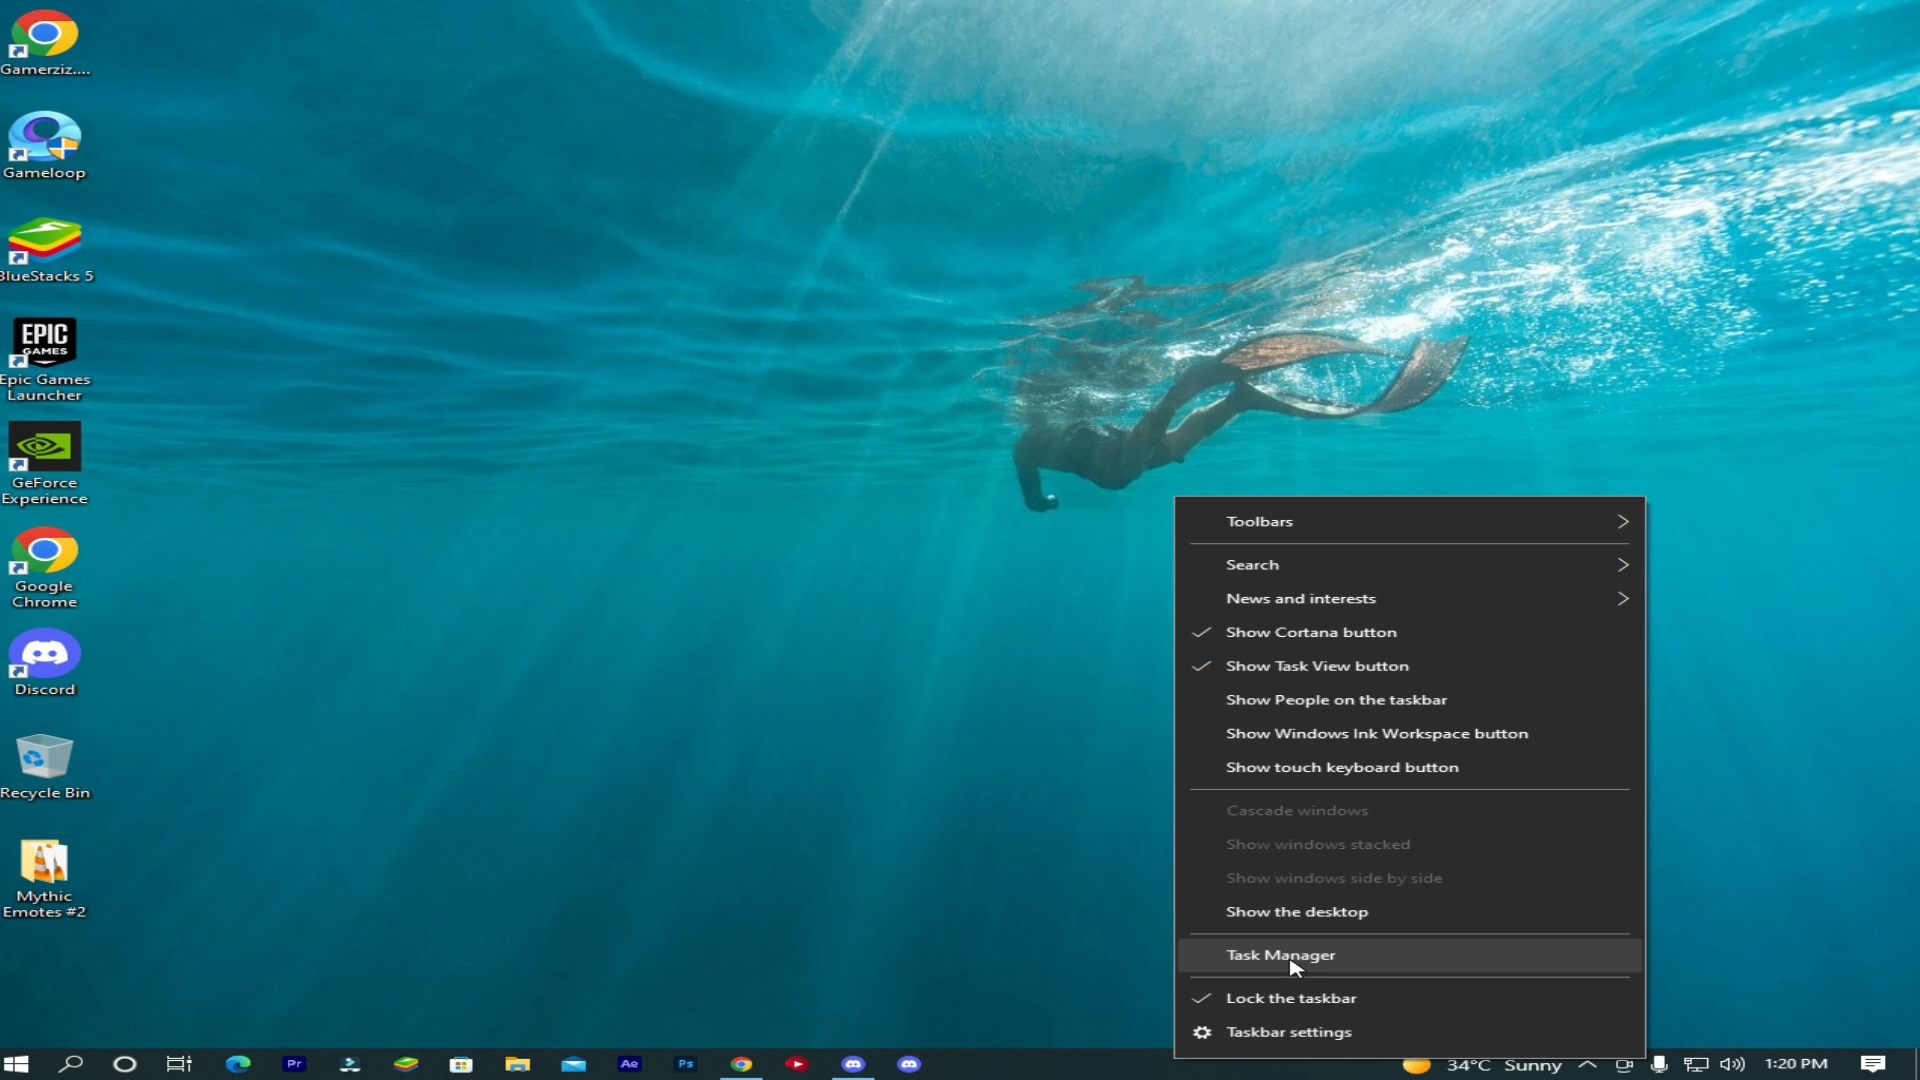 Gamerziz....
Gameloop
BlueStacks 5
EPIC
GAMES
Epic Games
Launcher
GeForce
Experience
Google
Chrome
Discord
Recycle Bin
Mythic
Emotes #2
Toolbars
Search
News and interests
Show Cortana button
Show Task View button
Show People on the taskbar
Show Windows Ink Workspace button
Show touch keyboard button
Cascade windows
Show windows stacked
Show windows side by side
Show the desktop
Task Manager
Lock the taskbar
Taskbar settings
Pr
Ae
Ps
34°C Sunny
1:20 PM